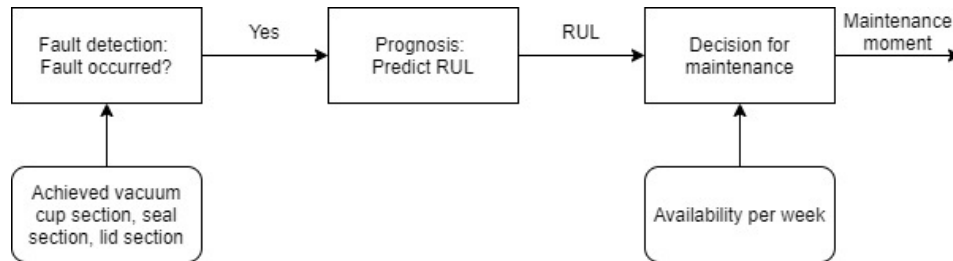 Fault detection:
Fault occurred?
Yes
Prognosis:
Predict RUL
RUL
Decision for
maintenance
Maintenance
moment
Achieved vacuum
cup section, seal
section, lid section
Availability per week